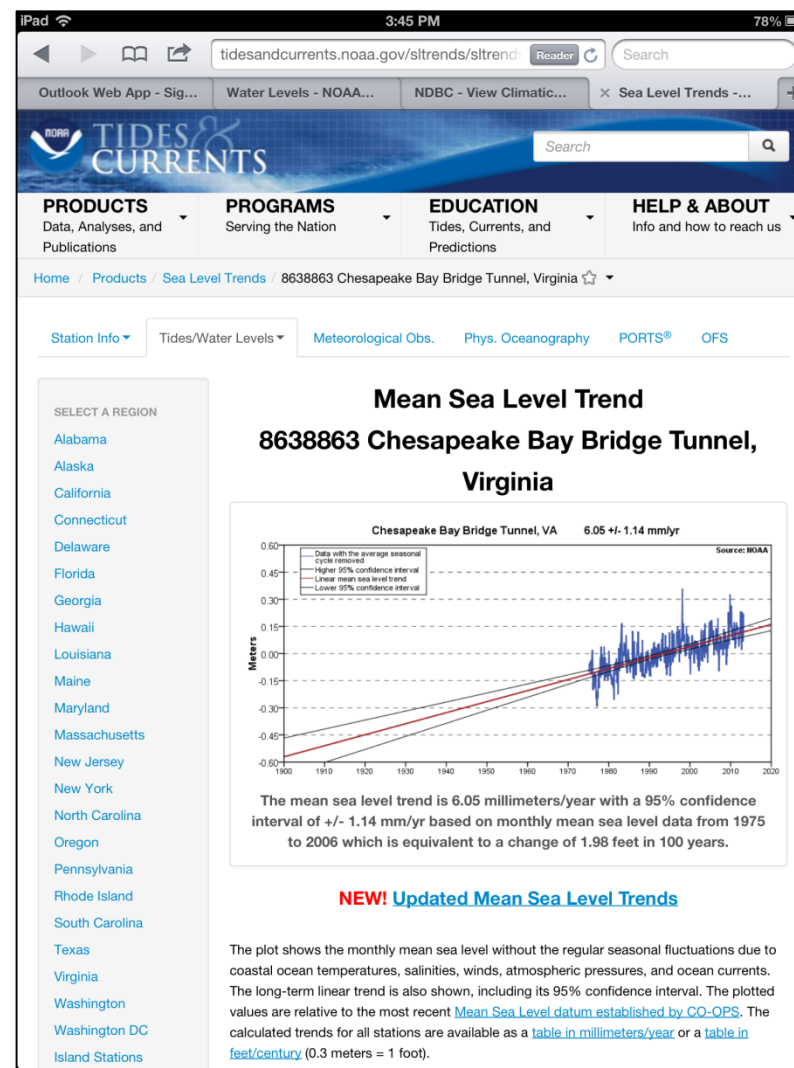 iPad 3:45 PM 78%
tidesandcurrents.noaa.gov/sltrends/sltrend Reader Search
Outlook Web App - Sig... Water Levels - NOAA... NDBC - View Climatic... × Sea Level Trends -... +
NOAA TIDES & CURRENTS Search
PRODUCTS
Data, Analyses, and
Publications
PROGRAMS
Serving the Nation
EDUCATION
Tides, Currents, and
Predictions
HELP & ABOUT
Info and how to reach us
Home / Products / Sea Level Trends / 8638863 Chesapeake Bay Bridge Tunnel, Virginia
Station Info Tides/Water Levels Meteorological Obs. Phys. Oceanography PORTS® OFS
SELECT A REGION
Alabama
Alaska
California
Connecticut
Delaware
Florida
Georgia
Hawaii
Louisiana
Maine
Maryland
Massachusetts
New Jersey
New York
North Carolina
Oregon
Pennsylvania
Rhode Island
South Carolina
Texas
Virginia
Washington
Washington DC
Island Stations
Mean Sea Level Trend
8638863 Chesapeake Bay Bridge Tunnel,
Virginia
Chesapeake Bay Bridge Tunnel, VA 6.05 +/- 1.14 mm/yr
Source: NOAA
Data with the average seasonal
cycle removed
Higher 95% confidence interval
Linear mean sea level trend
Lower 95% confidence interval
Meters
0.60
0.45
0.30
0.15
0.00
-0.15
-0.30
-0.45
-0.60
1900 1910 1920 1930 1940 1950 1960 1970 1980 1990 2000 2010 2020
The mean sea level trend is 6.05 millimeters/year with a 95% confidence
interval of +/- 1.14 mm/yr based on monthly mean sea level data from 1975
to 2006 which is equivalent to a change of 1.98 feet in 100 years.
NEW! Updated Mean Sea Level Trends
The plot shows the monthly mean sea level without the regular seasonal fluctuations due to
coastal ocean temperatures, salinities, winds, atmospheric pressures, and ocean currents.
The long-term linear trend is also shown, including its 95% confidence interval. The plotted
values are relative to the most recent Mean Sea Level datum established by CO-OPS. The
calculated trends for all stations are available as a table in millimeters/year or a table in
feet/century (0.3 meters = 1 foot).